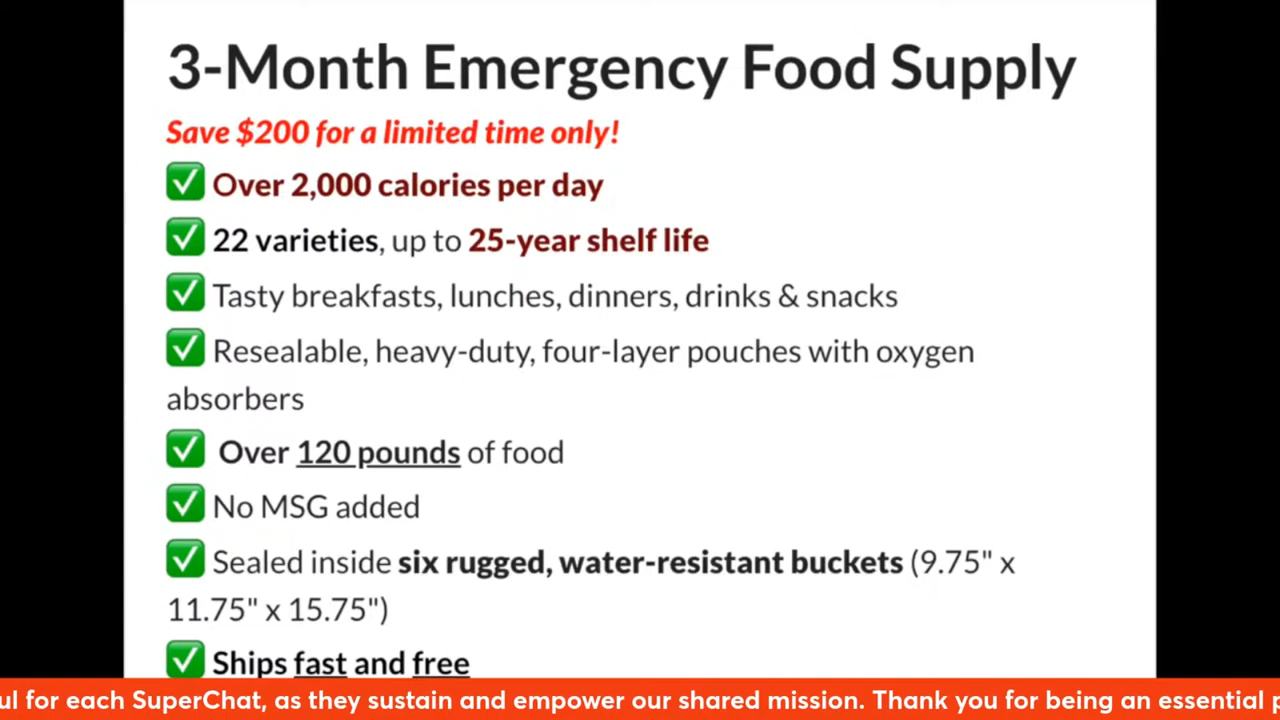 3-Month Emergency Food Supply
Save $200 for a limited time only!
✅ Over 2,000 calories per day
✅ 22 varieties, up to 25-year shelf life
✅ Tasty breakfasts, lunches, dinners, drinks & snacks
✅ Resealable, heavy-duty, four-layer pouches with oxygen
absorbers
✅ Over 120 pounds of food
✅ No MSG added
✅ Sealed inside six rugged, water-resistant buckets (9.75" x
11.75" x 15.75")
✅ Ships fast and free
for each SuperChat, as they sustain and empower our shared mission. Thank you for being an essential